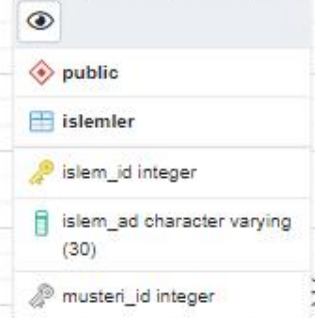 public
islemler
islem_id integer
islem_ad character varying
(30)
musteri_id integer